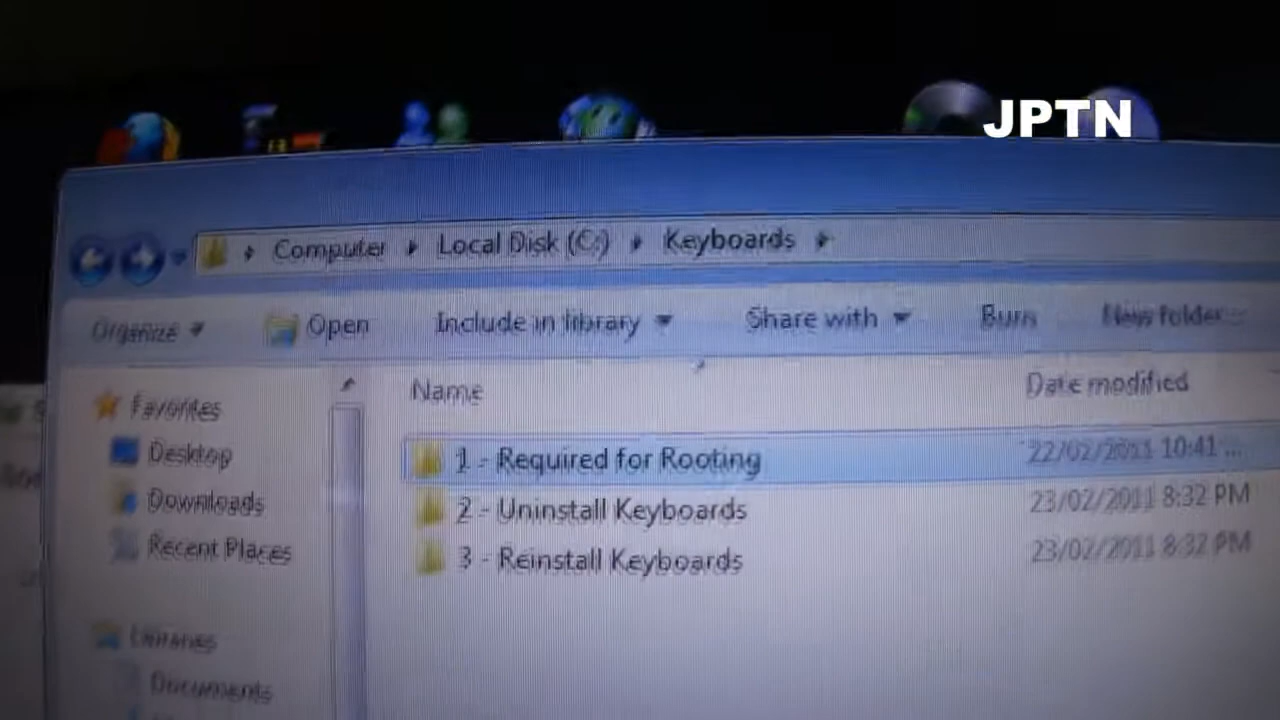 JPTN
Computer Local Disk (C:) Keyboards
Organize Open Include in library Share with Burn New folder
Name Date modified
Favorites
Desktop
Downloads
Recent Places
Libraries
Documents
1 - Required for Rooting 22/02/2011 10:41 ...
2 - Uninstall Keyboards 23/02/2011 8:32 PM
3 - Reinstall Keyboards 23/02/2011 8:32 PM